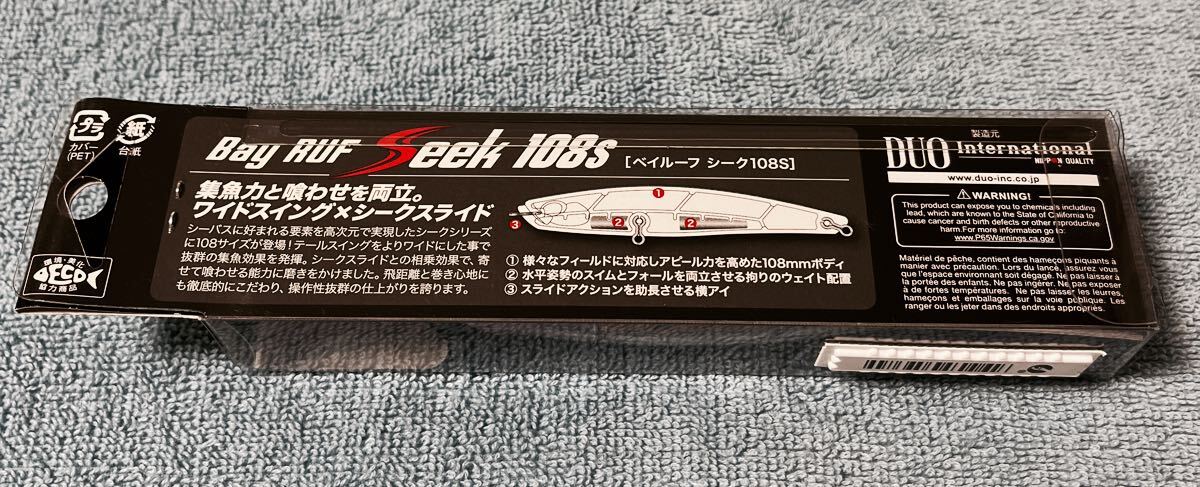 プラ
カバー
(PET)
紙
台紙
環境・美化
ECO
協力商品
Bay RUF Seek 108s [ベイルーフ シーク108S]
集魚力と喰わせを両立。
ワイドスイング×シークスライド
シーバスに好まれる要素を高次元で実現したシークシリーズ
に108サイズが登場!テールスイングをよりワイドにした事で
抜群の集魚効果を発揮。シークスライドとの相乗効果で、寄
せて喰わせる能力に磨きをかけました。飛距離と巻き心地に
も徹底的にこだわり、操作性抜群の仕上がりを誇ります。
①
② ②
③
① 様々なフィールドに対応しアピール力を高めた108mmボディ
② 水平姿勢のスイムとフォールを両立させる拘りのウェイト配置
③ スライドアクションを助長させる横アイ
製造元
DUO International
NIPPON QUALITY
www.duo-inc.co.jp
WARNING!
This product can expose you to chemicals including
lead, which are known to the State of California to
cause cancer and birth defects or other reproductive
harm.For more information go to:
www.P65Warnings.ca.gov
Matériel de pêche, contient des hameçons piquants à
manier avec précaution. Lors du lancé, assurez vous
que l'espace environnant soit dégagé. Ne pas laisser à
la portée des enfants. Ne pas ingérer. Ne pas exposer
à de fortes températures. Ne pas laisser les leurres,
hameçons et emballages sur la voie publique. Les
ranger ou les jeter dans des endroits appropriés.